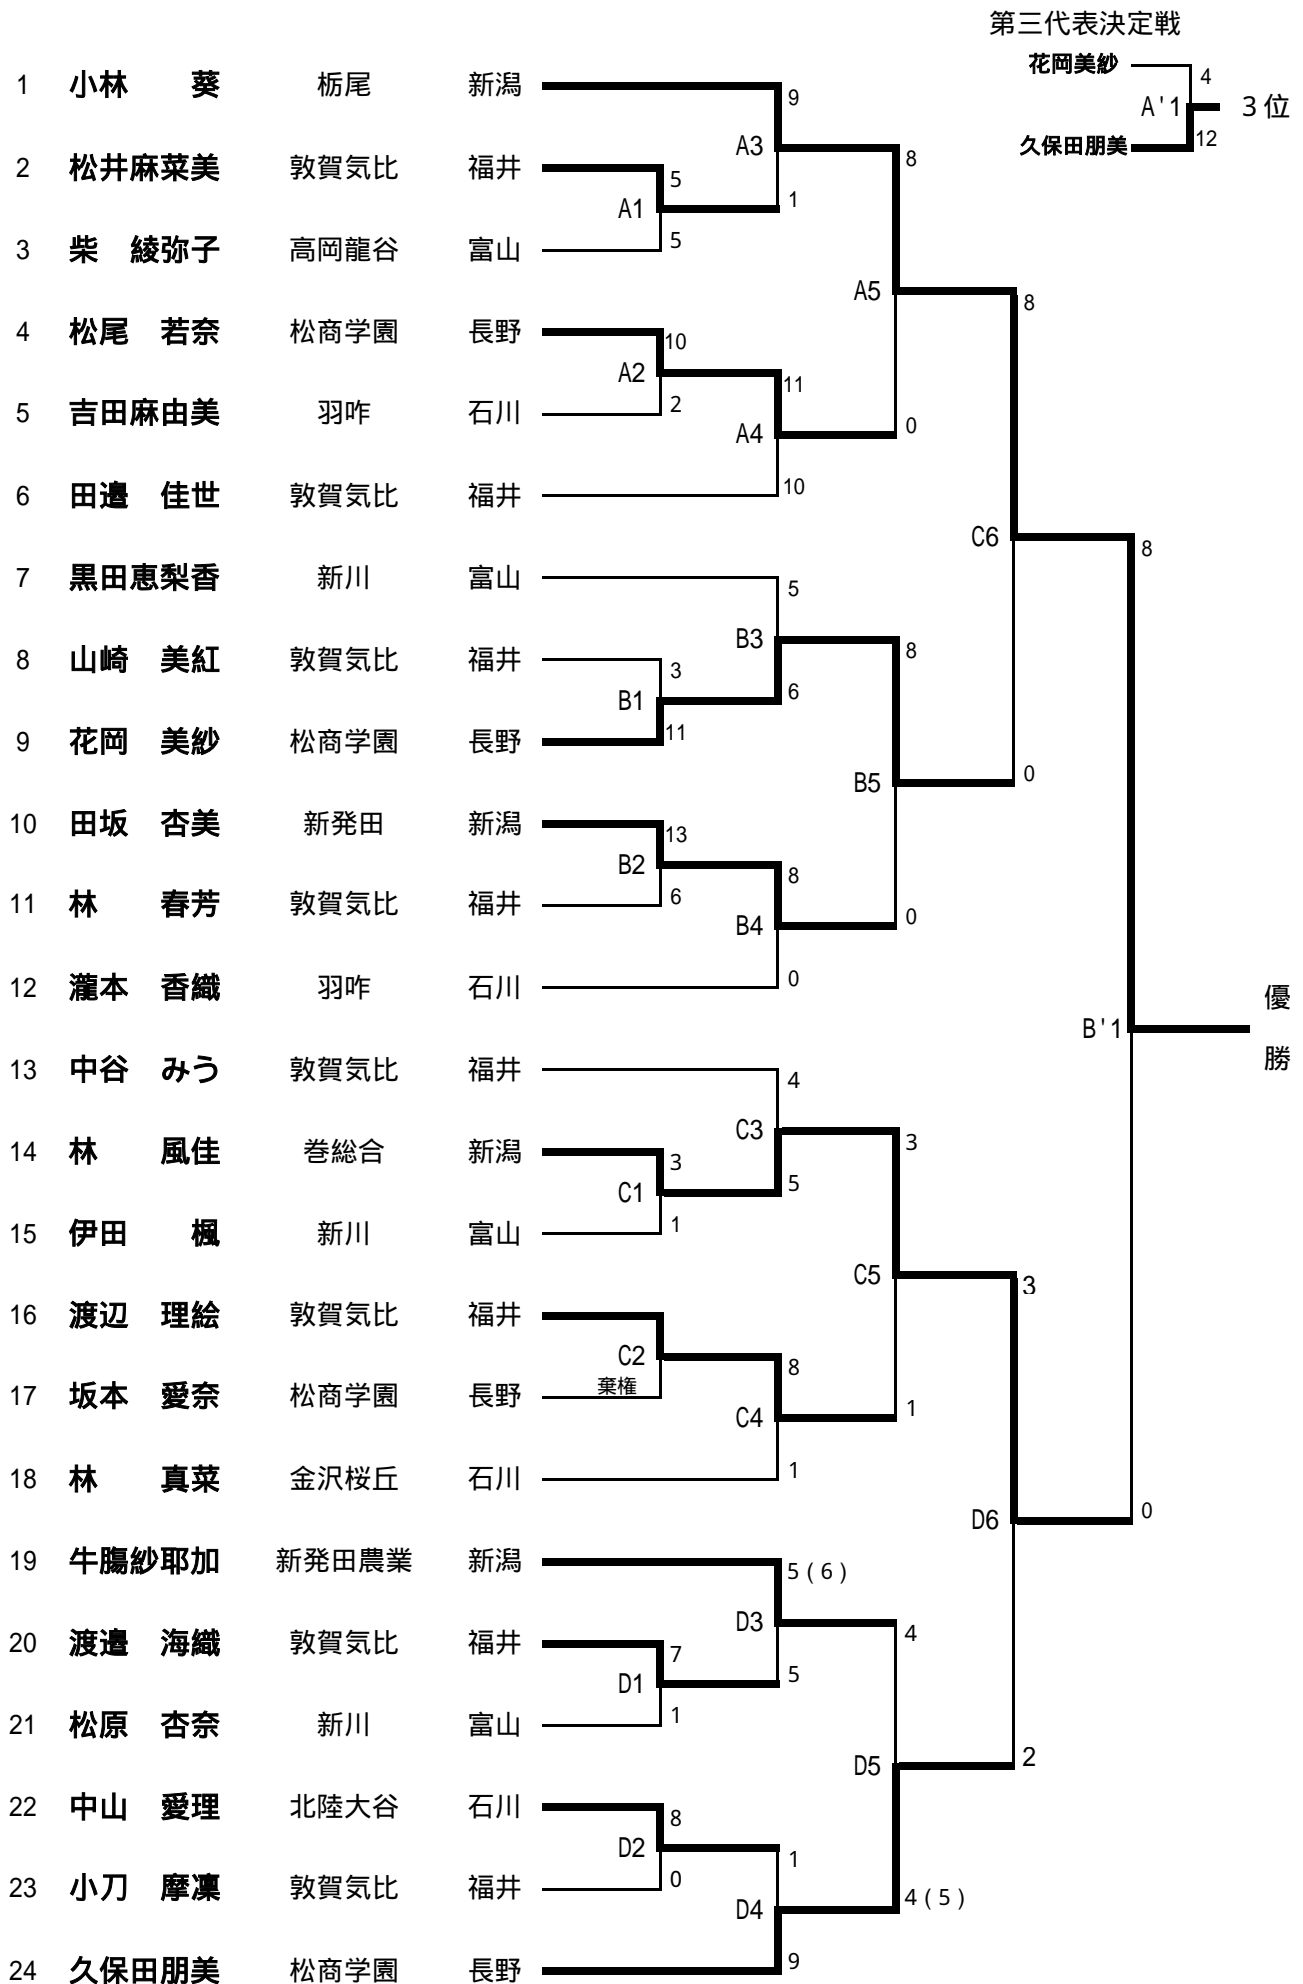 第三代表決定戦
花岡美紗
4
A'1 3位
久保田朋美 12
1 小林 葵 栃尾 新潟
9
A3
8
2 松井麻菜美 敦賀気比 福井
5
A1
1
3 柴 綾弥子 高岡龍谷 富山
5
A5
8
4 松尾 若奈 松商学園 長野
10
A2
11
5 吉田麻由美 羽咋 石川
2
A4
0
6 田邉 佳世 敦賀気比 福井
10
C6
8
7 黒田恵梨香 新川 富山
5
B3
8
8 山崎 美紅 敦賀気比 福井
3
B1
6
9 花岡 美紗 松商学園 長野
11
B5
0
10 田坂 杏美 新発田 新潟
13
B2
8
11 林 春芳 敦賀気比 福井
6
B4
0
12 瀧本 香織 羽咋 石川
0
優
B'1
勝
13 中谷 みう 敦賀気比 福井
4
C3
3
14 林 風佳 巻総合 新潟
3
C1
5
15 伊田 楓 新川 富山
1
C5
3
16 渡辺 理絵 敦賀気比 福井
C2
8
17 坂本 愛奈 松商学園 長野
棄権
C4
1
18 林 真菜 金沢桜丘 石川
1
D6
0
19 牛膓紗耶加 新発田農業 新潟
5(6)
D3
4
20 渡邉 海織 敦賀気比 福井
7
D1
5
21 松原 杏奈 新川 富山
1
D5
2
22 中山 愛理 北陸大谷 石川
8
D2
1
23 小刀 摩凜 敦賀気比 福井
0
D4
4(5)
24 久保田朋美 松商学園 長野
9